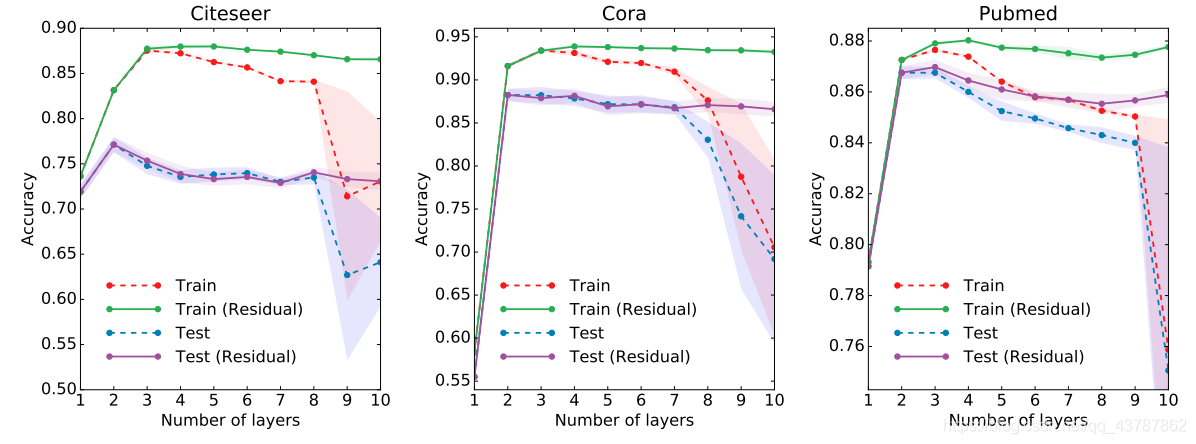 Citeseer
0.90
0.85
0.80
0.75
0.70
0.65
0.60
0.55
0.50
Accuracy
Train
Train (Residual)
Test
Test (Residual)
1 2 3 4 5 6 7 8 9 10
Number of layers
Cora
0.95
0.90
0.85
0.80
0.75
0.70
0.65
0.60
0.55
Accuracy
Train
Train (Residual)
Test
Test (Residual)
1 2 3 4 5 6 7 8 9 10
Number of layers
Pubmed
0.88
0.86
0.84
0.82
0.80
0.78
0.76
Accuracy
Train
Train (Residual)
Test
Test (Residual)
1 2 3 4 5 6 7 8 9 10
Number of layers
qq_43787862